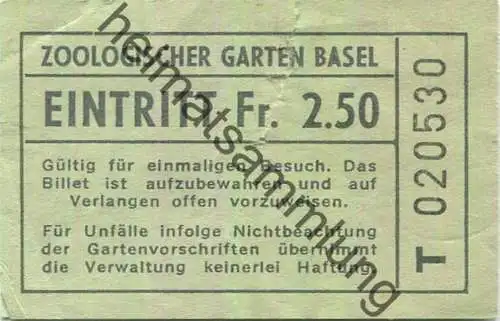 ZOOLOGISCHER GARTEN BASEL
EINTRITT Fr. 2.50
Gültig für einmaligen Besuch. Das
Billet ist aufzubewahren und auf
Verlangen offen vorzuweisen.
Für Unfälle infolge Nichtbeachtung
der Gartenvorschriften übernimmt
die Verwaltung keinerlei Haftung.
T 020530
heimatsammlung